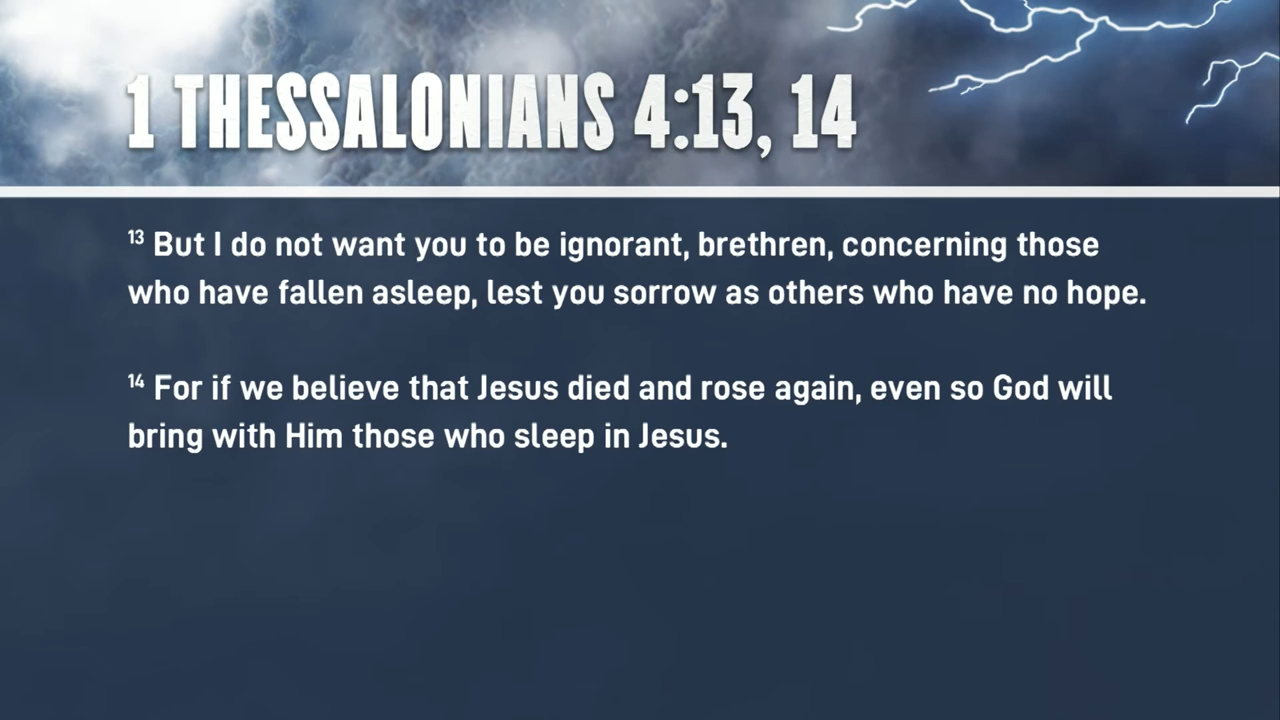 1 THESSALONIANS 4:13, 14
13 But I do not want you to be ignorant, brethren, concerning those
who have fallen asleep, lest you sorrow as others who have no hope.
14 For if we believe that Jesus died and rose again, even so God will
bring with Him those who sleep in Jesus.